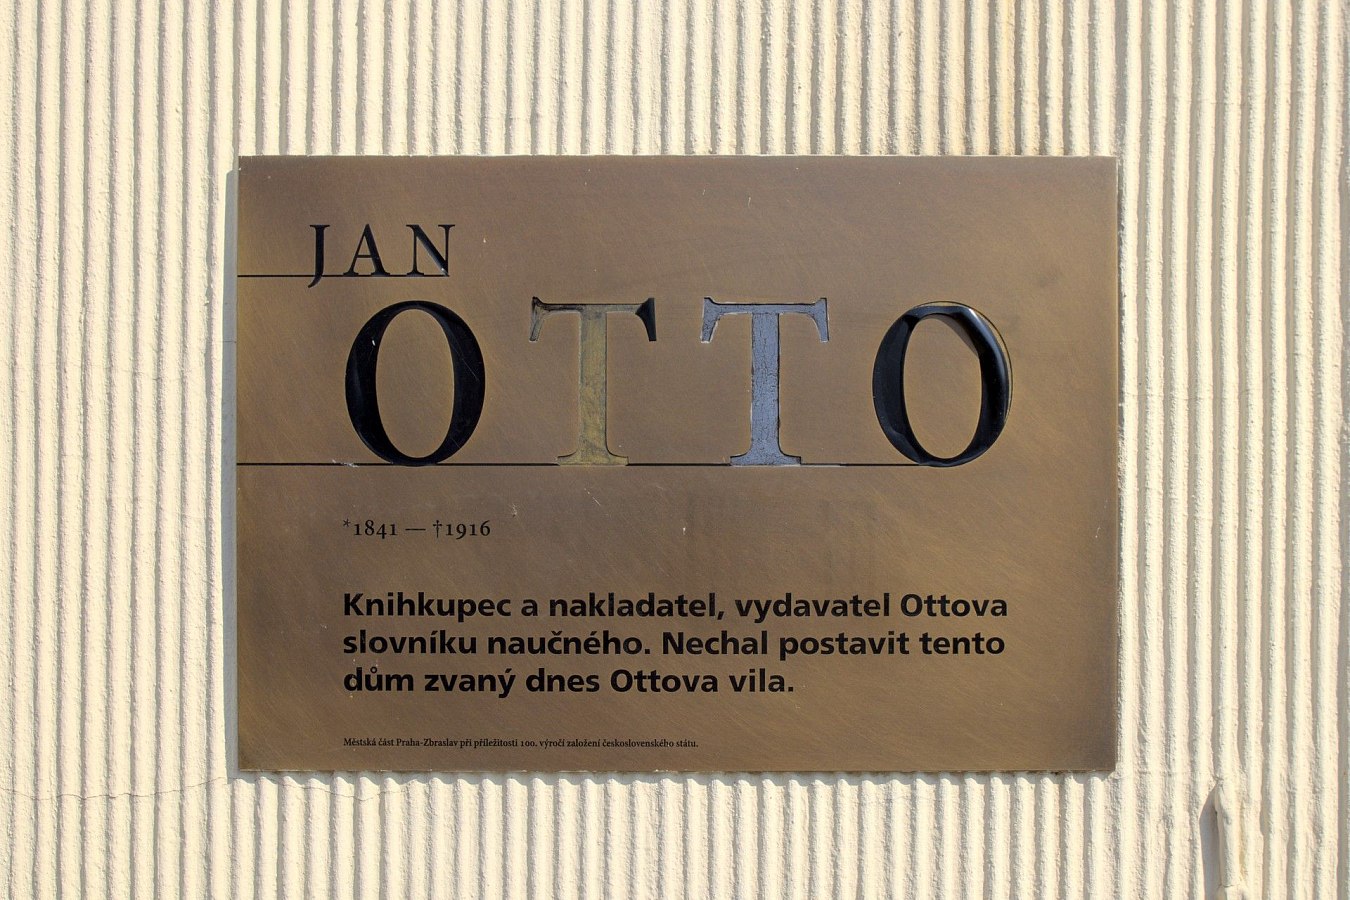 JAN
OTTO
*1841 — †1916
Knihkupec a nakladatel, vydavatel Ottova
slovníku naučného. Nechal postavit tento
dům zvaný dnes Ottova vila.
Městská část Praha-Zbraslav při příležitosti 100. výročí založení československého státu.